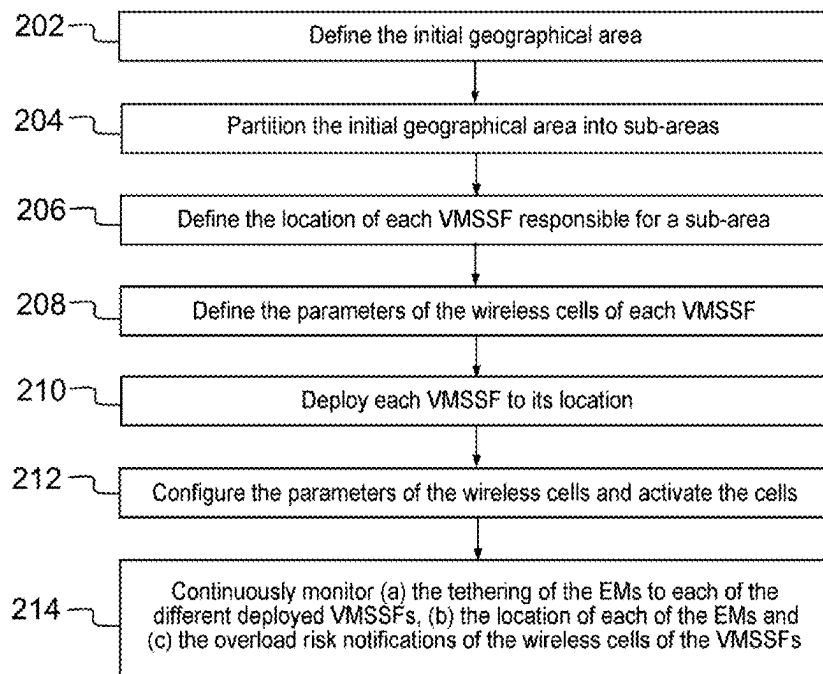 202
Define the initial geographical area
204
Partition the initial geographical area into sub-areas
206
Define the location of each VMSSF responsible for a sub-area
208
Define the parameters of the wireless cells of each VMSSF
210
Deploy each VMSSF to its location
212
Configure the parameters of the wireless cells and activate the cells
214
Continuously monitor (a) the tethering of the EMs to each of the
different deployed VMSSFs, (b) the location of each of the EMs and
(c) the overload risk notifications of the wireless cells of the VMSSFs